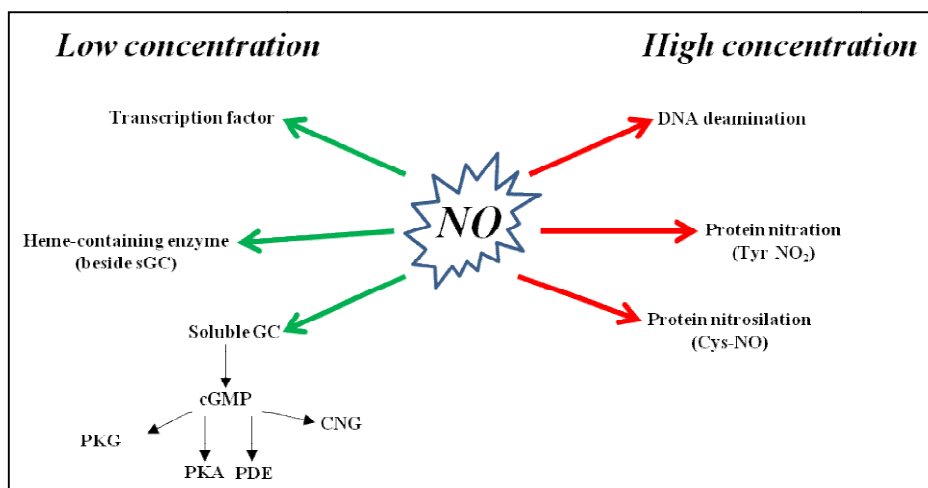 Low concentration
High concentration
Transcription factor
DNA deamination
NO
Heme-containing enzyme
(beside sGC)
Protein nitration
(Tyr NO₂)
Soluble GC
Protein nitrosilation
(Cys-NO)
cGMP
PKG
CNG
PKA PDE